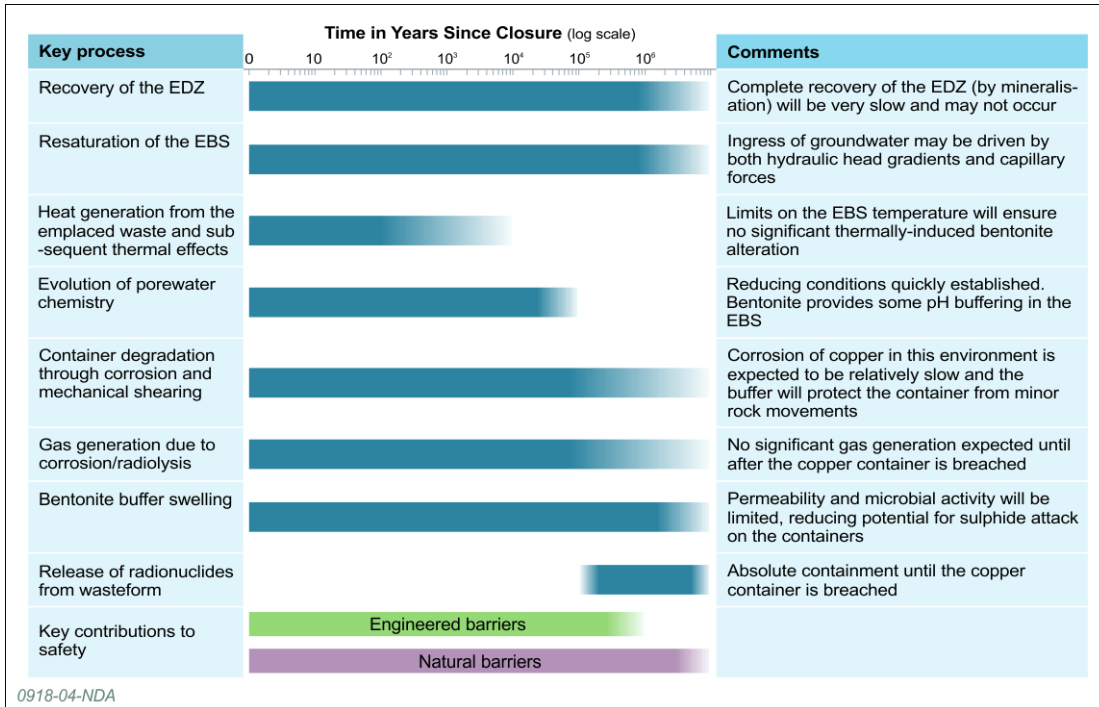 Time in Years Since Closure (log scale)
Key process
0 10 10² 10³ 10⁴ 10⁵ 10⁶
Comments
Recovery of the EDZ
Complete recovery of the EDZ (by mineralis-
ation) will be very slow and may not occur
Resaturation of the EBS
Ingress of groundwater may be driven by
both hydraulic head gradients and capillary
forces
Heat generation from the
emplaced waste and sub
-sequent thermal effects
Limits on the EBS temperature will ensure
no significant thermally-induced bentonite
alteration
Evolution of porewater
chemistry
Reducing conditions quickly established.
Bentonite provides some pH buffering in the
EBS
Container degradation
through corrosion and
mechanical shearing
Corrosion of copper in this environment is
expected to be relatively slow and the
buffer will protect the container from minor
rock movements
Gas generation due to
corrosion/radiolysis
No significant gas generation expected until
after the copper container is breached
Bentonite buffer swelling
Permeability and microbial activity will be
limited, reducing potential for sulphide attack
on the containers
Release of radionuclides
from wasteform
Absolute containment until the copper
container is breached
Key contributions to
safety
Engineered barriers
Natural barriers
0918-04-NDA